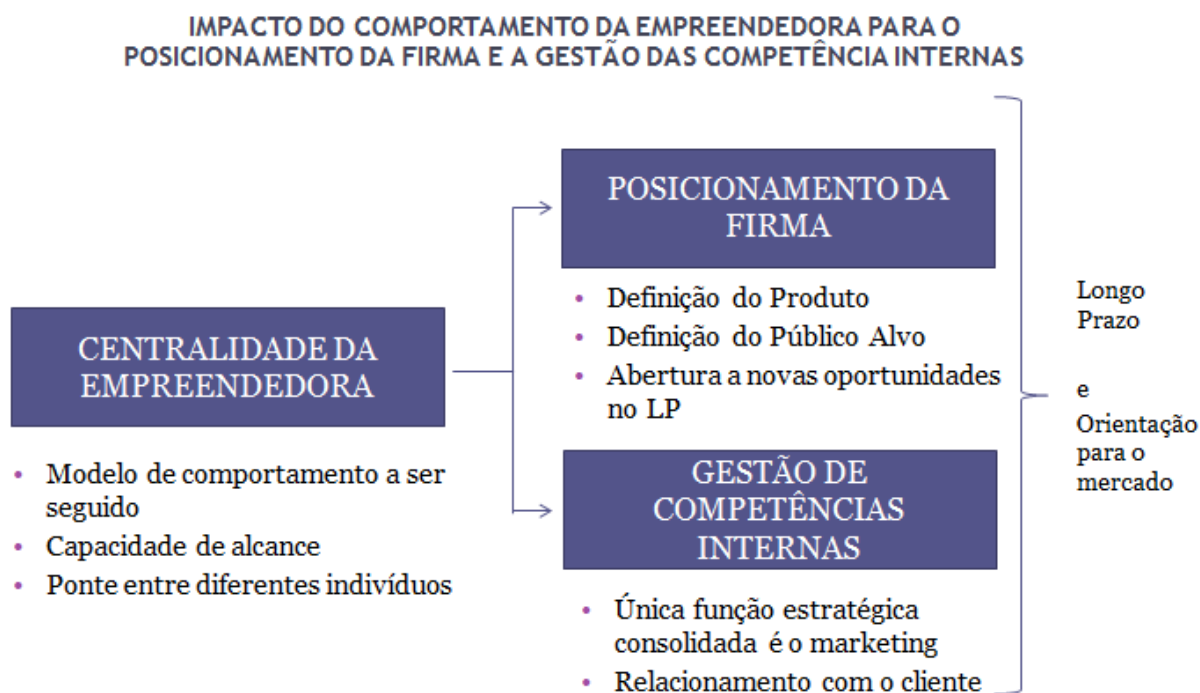 IMPACTO DO COMPORTAMENTO DA EMPREENDEDORA PARA O
POSICIONAMENTO DA FIRMA E A GESTÃO DAS COMPETÊNCIA INTERNAS
CENTRALIDADE DA
EMPREENDEDORA
• Modelo de comportamento a ser
seguido
• Capacidade de alcance
• Ponte entre diferentes indivíduos
POSICIONAMENTO DA
FIRMA
• Definição do Produto
• Definição do Público Alvo
• Abertura a novas oportunidades
no LP
GESTÃO DE
COMPETÊNCIAS
INTERNAS
• Única função estratégica
consolidada é o marketing
• Relacionamento com o cliente
Longo
Prazo
e
Orientação
para o
mercado